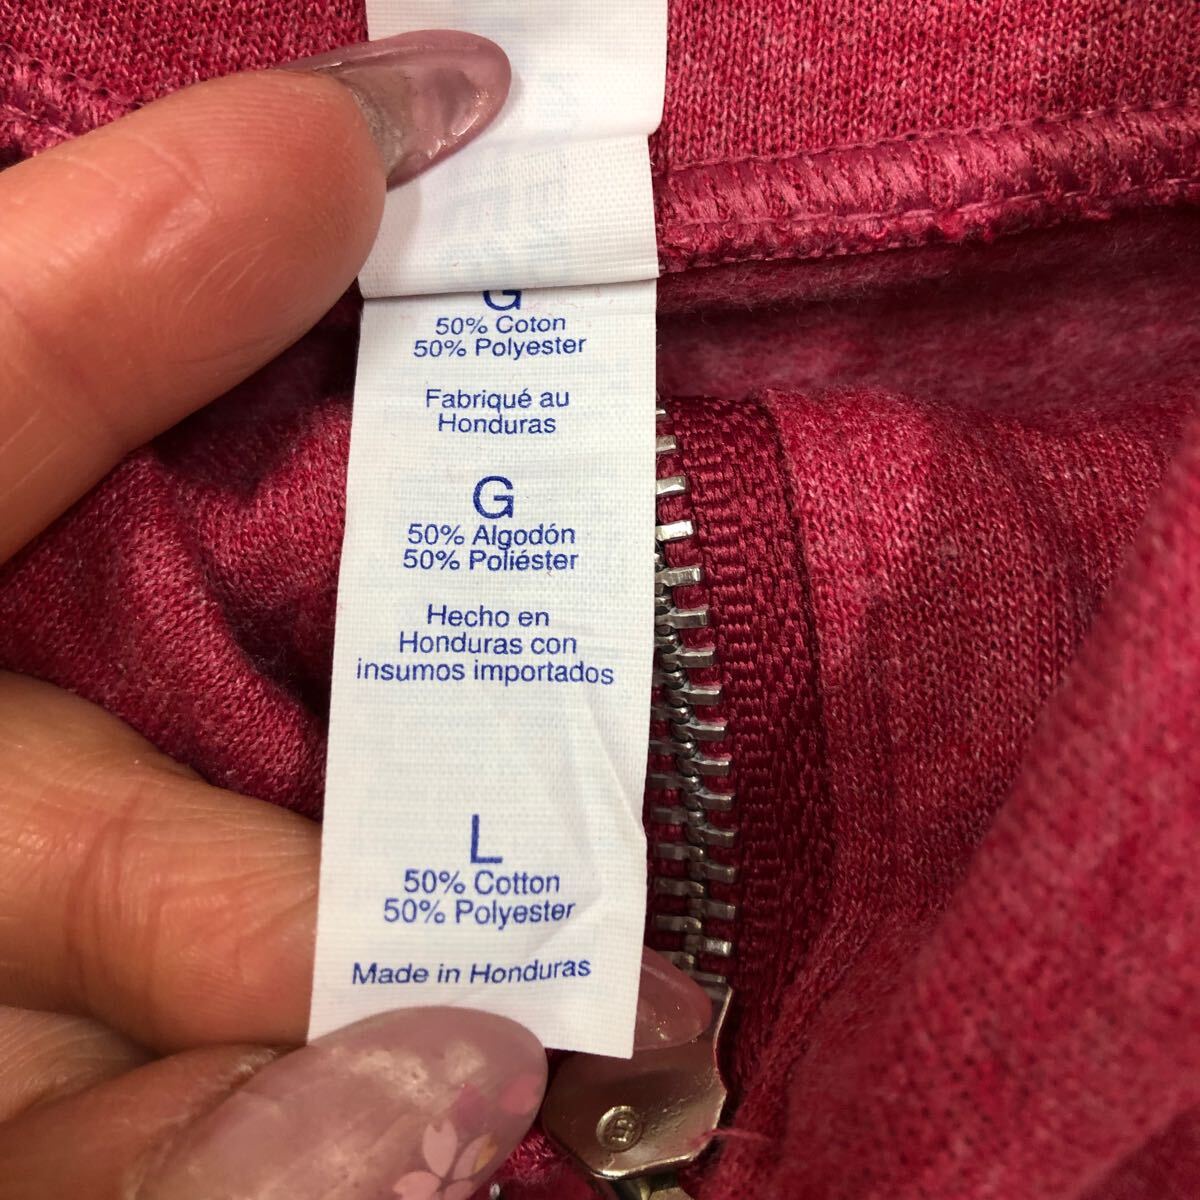 G
50% Coton
50% Polyester
Fabriqué au
Honduras
G
50% Algodón
50% Poliéster
Hecho en
Honduras con
insumos importados
L
50% Cotton
50% Polyester
Made in Honduras